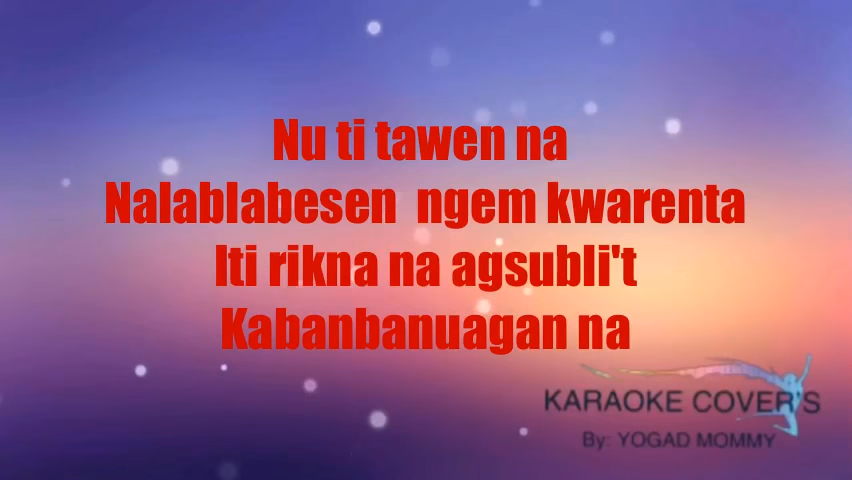 Nu ti tawen na
Nalablabesen ngem kwarenta
Iti rikna na agsubli't
Kabanbanuagan na
KARAOKE COVER'S
By: YOGAD MOMMY